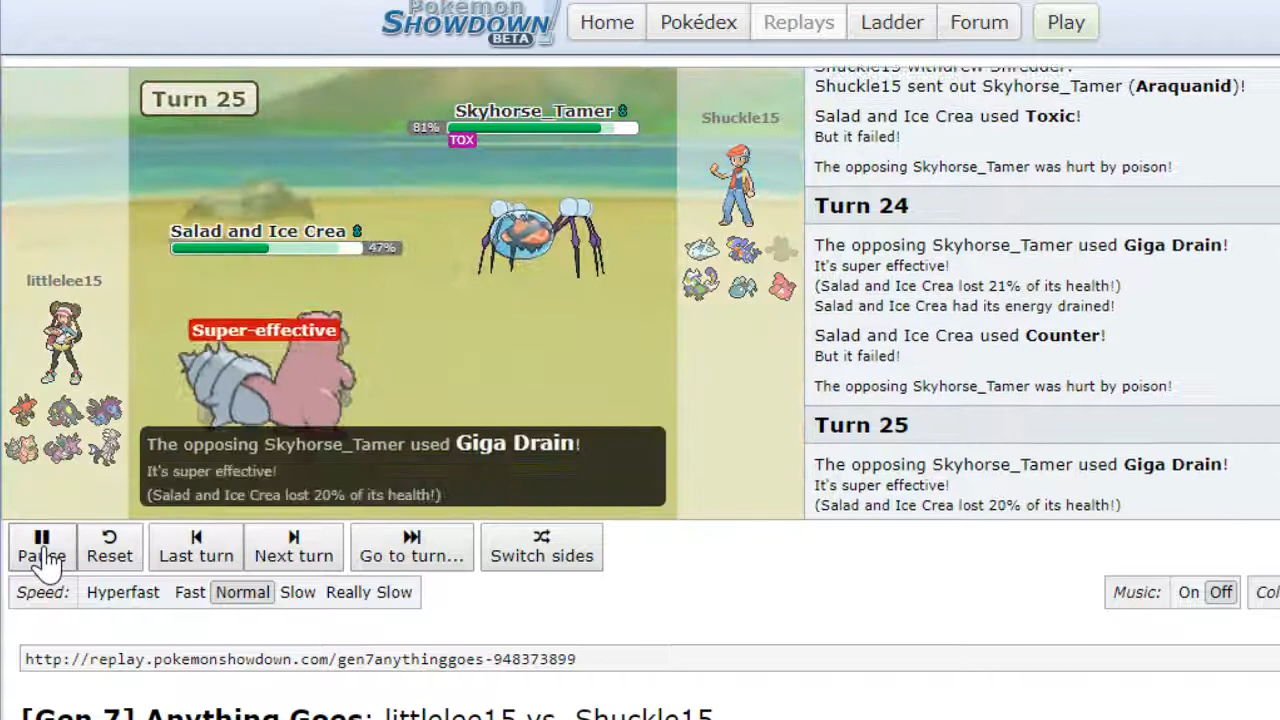 Pokémon
SHOWDOWN!
BETA
Home
Pokédex
Replays
Ladder
Forum
Play
Turn 25
Skyhorse_Tamer
81%
TOX
Salad and Ice Crea
47%
Super-effective
The opposing Skyhorse_Tamer used Giga Drain!
It's super effective!
(Salad and Ice Crea lost 20% of its health!)
littlelee15
Shuckle15
Shuckle15 withdrew Shredder!
Shuckle15 sent out Skyhorse_Tamer (Araquanid)!
Salad and Ice Crea used Toxic!
But it failed!
The opposing Skyhorse_Tamer was hurt by poison!
Turn 24
The opposing Skyhorse_Tamer used Giga Drain!
It's super effective!
(Salad and Ice Crea lost 21% of its health!)
Salad and Ice Crea had its energy drained!
Salad and Ice Crea used Counter!
But it failed!
The opposing Skyhorse_Tamer was hurt by poison!
Turn 25
The opposing Skyhorse_Tamer used Giga Drain!
It's super effective!
(Salad and Ice Crea lost 20% of its health!)
Pause
Reset
Last turn
Next turn
Go to turn...
Switch sides
Speed: Hyperfast Fast Normal Slow Really Slow
Music: On Off
Col
http://replay.pokemonshowdown.com/gen7anythinggoes-948373899
[Gen 7] Anything Goes: littlelee15 vs. Shuckle15